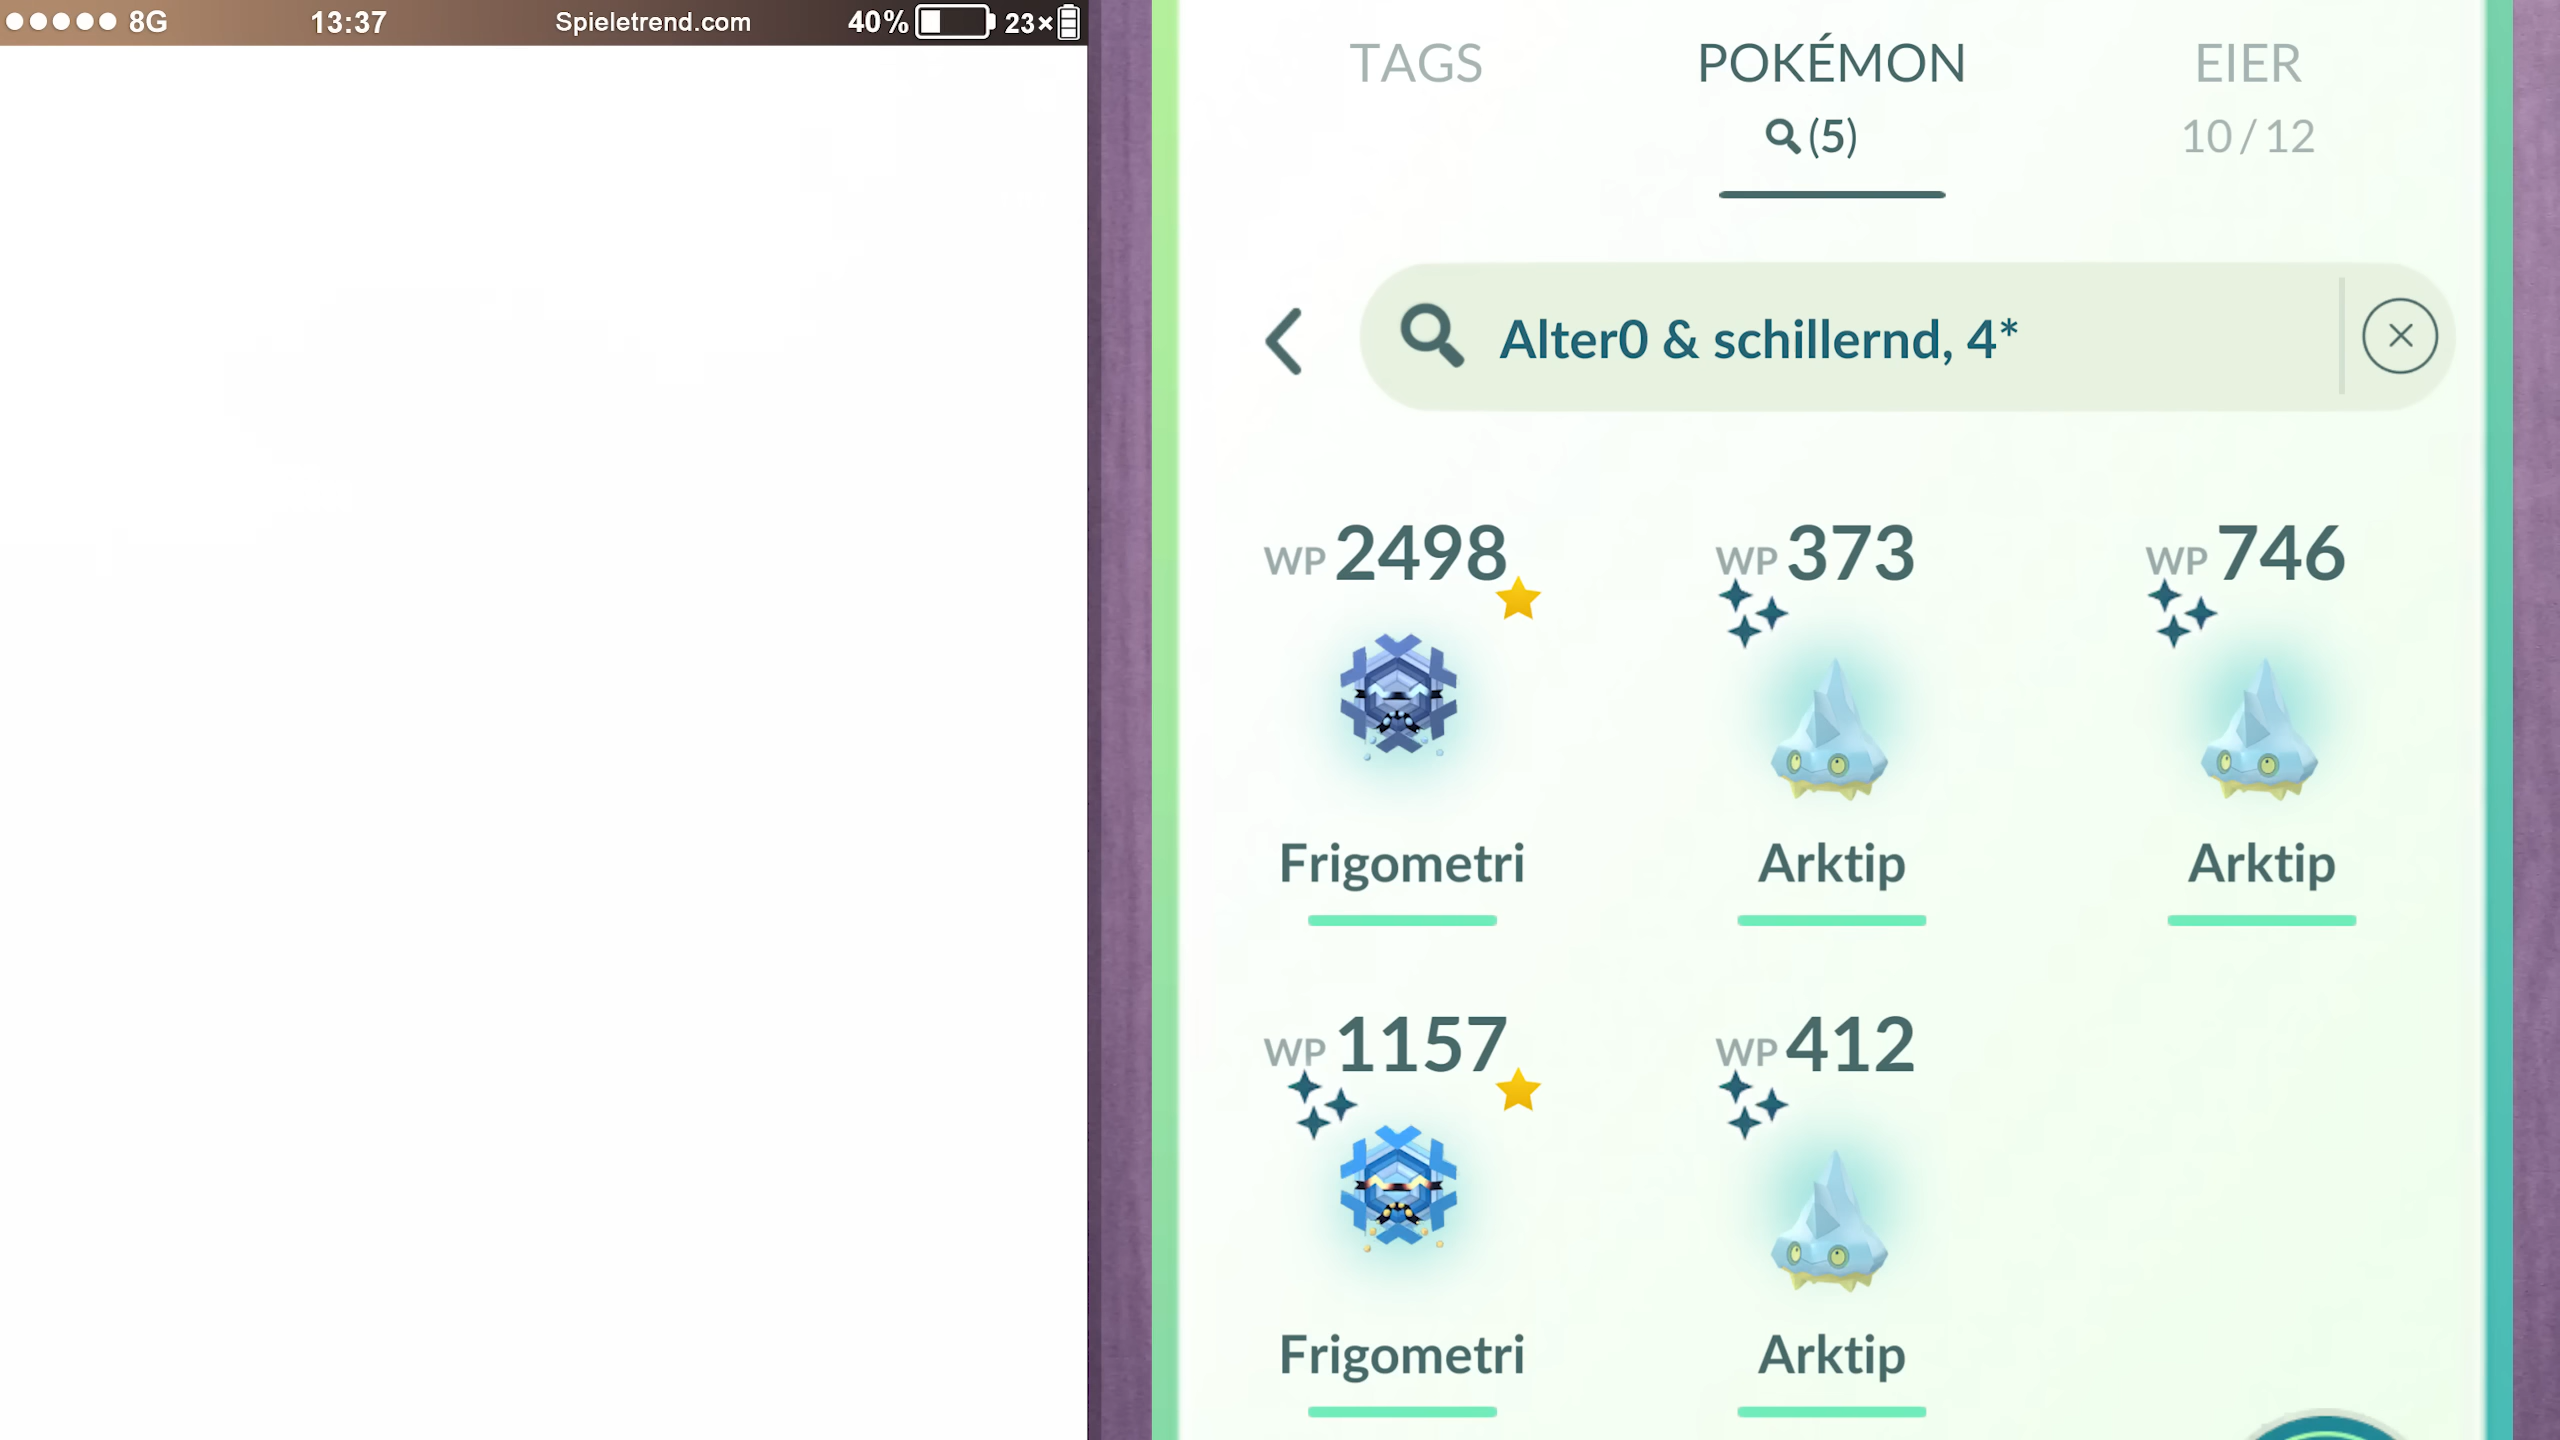 8G 13:37 Spieletrend.com 40% 23×
TAGS POKÉMON EIER
(5) 10 / 12
Alter0 & schillernd, 4*
WP 2498 WP 373 WP 746
Frigometri Arktip Arktip
WP 1157 WP 412
Frigometri Arktip